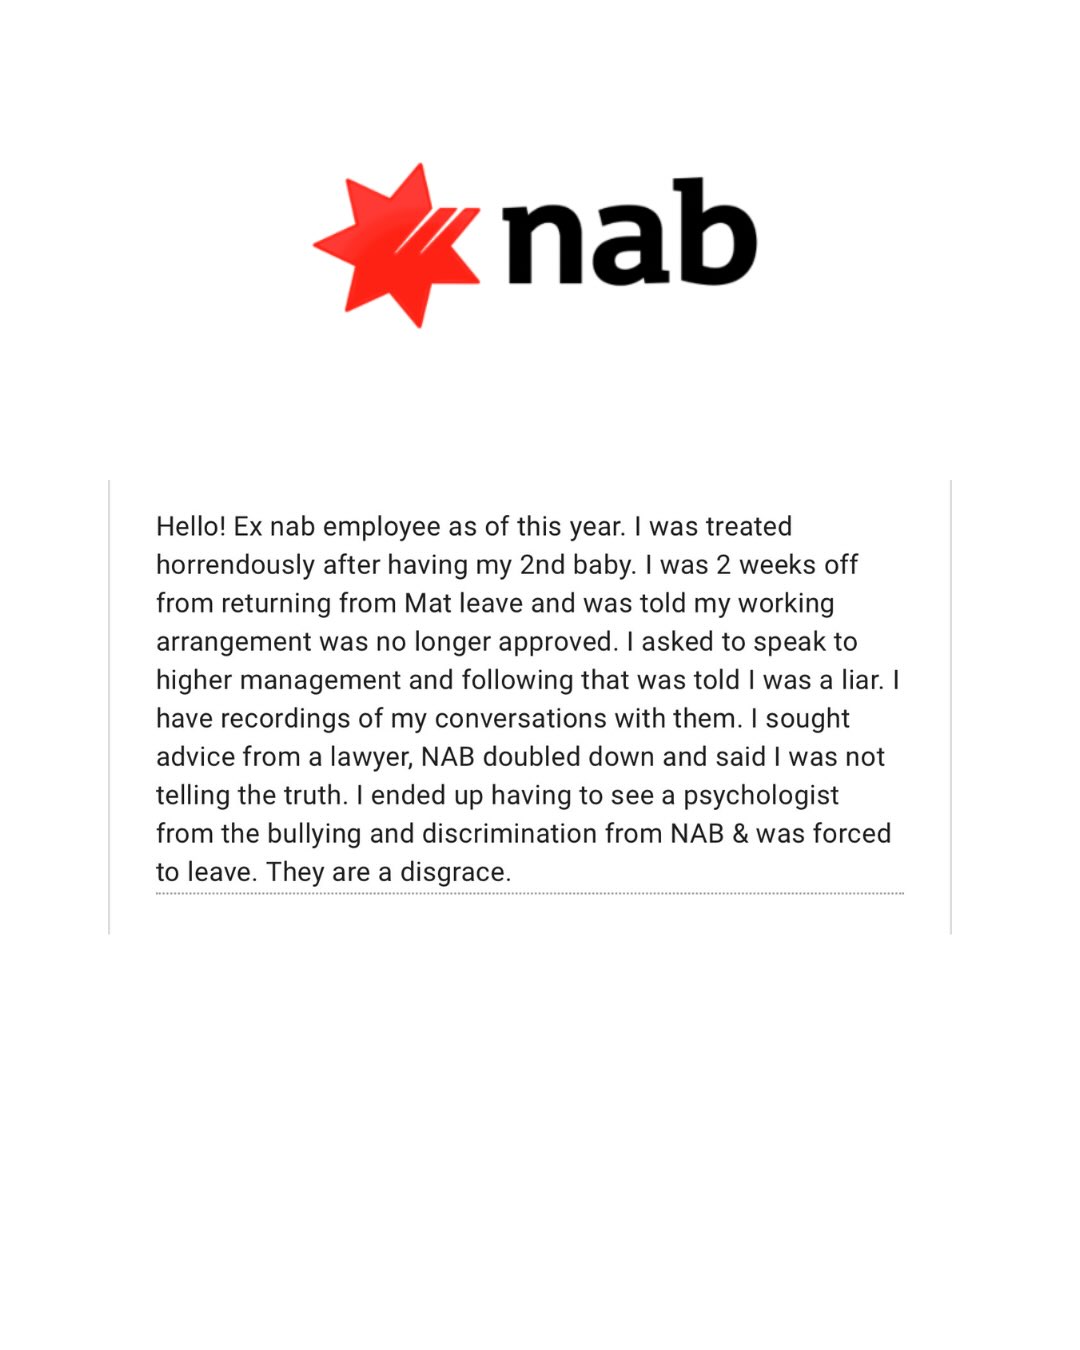 nab
Hello! Ex nab employee as of this year. I was treated
horrendously after having my 2nd baby. I was 2 weeks off
from returning from Mat leave and was told my working
arrangement was no longer approved. I asked to speak to
higher management and following that was told I was a liar. I
have recordings of my conversations with them. I sought
advice from a lawyer, NAB doubled down and said I was not
telling the truth. I ended up having to see a psychologist
from the bullying and discrimination from NAB & was forced
to leave. They are a disgrace.